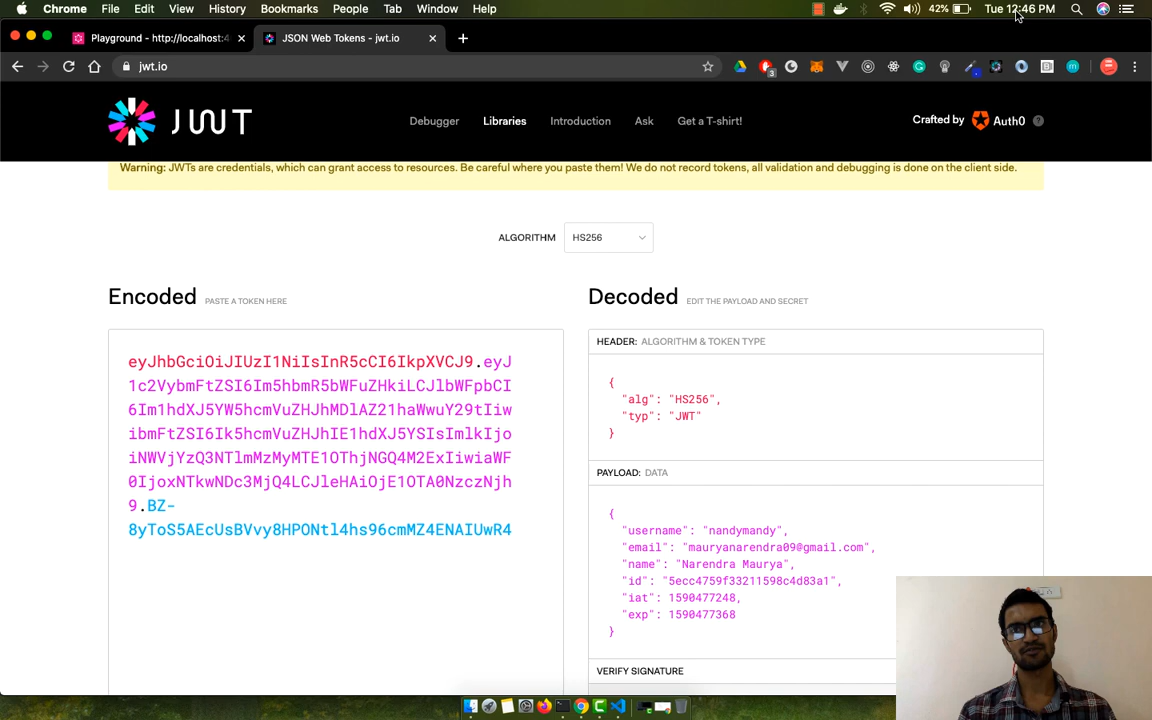 Chrome File Edit View History Bookmarks People Tab Window Help 42% Tue 12:46 PM
Playground - http://localhost:4 JSON Web Tokens - jwt.io
jwt.io 3
JWT Debugger Libraries Introduction Ask Get a T-shirt! Crafted by Auth0 ?
Warning: JWTs are credentials, which can grant access to resources. Be careful where you paste them! We do not record tokens, all validation and debugging is done on the client side.
ALGORITHM HS256
Encoded PASTE A TOKEN HERE
eyJhbGciOiJIUzI1NiIsInR5cCI6IkpXVCJ9.eyJ
1c2VybmFtZSI6Im5hbmR5bWFuZHkiLCJlbWFpbCI
6Im1hdXJ5YW5hcmVuZHJhMDlAZ21haWwuY29tIiw
ibmFtZSI6Ik5hcmVuZHJhIE1hdXJ5YSIsImlkIjo
iNWVjYzQ3NTlmMzMyMTE1OThjNGQ4M2ExIiwiaWF
0IjoxNTkwNDc3MjQ4LCJleHAiOjE1OTA0NzczNjh
9.BZ-
8yToS5AEcUsBVvy8HPONtl4hs96cmMZ4ENAIUwR4
Decoded EDIT THE PAYLOAD AND SECRET
HEADER: ALGORITHM & TOKEN TYPE
{
"alg": "HS256",
"typ": "JWT"
}
PAYLOAD: DATA
{
"username": "nandymandy",
"email": "mauryanarendra09@gmail.com",
"name": "Narendra Maurya",
"id": "5ecc4759f33211598c4d83a1",
"iat": 1590477248,
"exp": 1590477368
}
VERIFY SIGNATURE